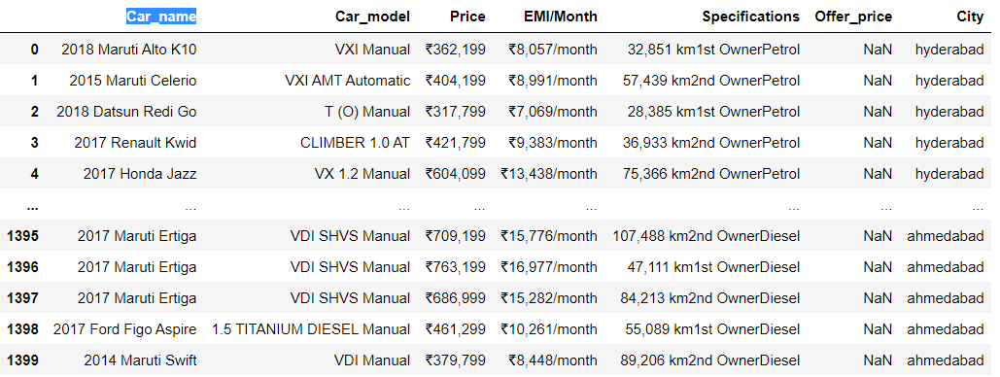 Car_name Car_model Price EMI/Month Specifications Offer_price City
0 2018 Maruti Alto K10 VXI Manual ₹362,199 ₹8,057/month 32,851 km1st OwnerPetrol NaN hyderabad
1 2015 Maruti Celerio VXI AMT Automatic ₹404,199 ₹8,991/month 57,439 km2nd OwnerPetrol NaN hyderabad
2 2018 Datsun Redi Go T (O) Manual ₹317,799 ₹7,069/month 28,385 km1st OwnerPetrol NaN hyderabad
3 2017 Renault Kwid CLIMBER 1.0 AT ₹421,799 ₹9,383/month 36,933 km2nd OwnerPetrol NaN hyderabad
4 2017 Honda Jazz VX 1.2 Manual ₹604,099 ₹13,438/month 75,366 km2nd OwnerPetrol NaN hyderabad
... ... ... ... ... ... ... ...
1395 2017 Maruti Ertiga VDI SHVS Manual ₹709,199 ₹15,776/month 107,488 km2nd OwnerDiesel NaN ahmedabad
1396 2017 Maruti Ertiga VDI SHVS Manual ₹763,199 ₹16,977/month 47,111 km1st OwnerDiesel NaN ahmedabad
1397 2017 Maruti Ertiga VDI SHVS Manual ₹686,999 ₹15,282/month 84,213 km2nd OwnerDiesel NaN ahmedabad
1398 2017 Ford Figo Aspire 1.5 TITANIUM DIESEL Manual ₹461,299 ₹10,261/month 55,089 km1st OwnerDiesel NaN ahmedabad
1399 2014 Maruti Swift VDI Manual ₹379,799 ₹8,448/month 89,206 km2nd OwnerDiesel NaN ahmedabad